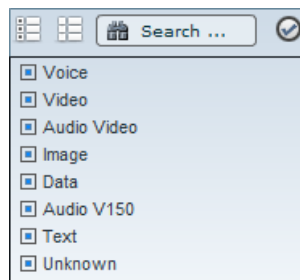 Search ...
Voice
Video
Audio Video
Image
Data
Audio V150
Text
Unknown